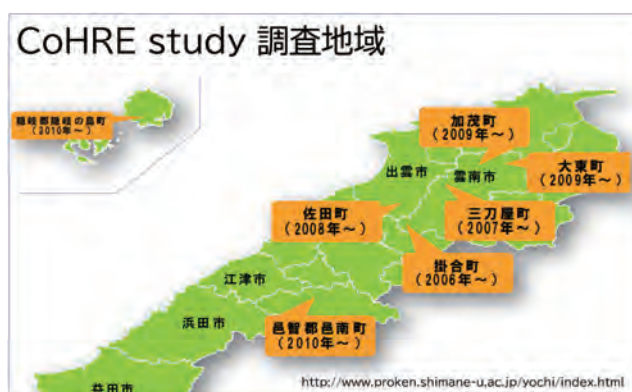 CoHRE study 調査地域
隠岐郡隠岐の島町
(2010年〜)
加茂町
(2009年〜)
出雲市
雲南市
大東町
(2009年〜)
佐田町
(2008年〜)
三刀屋町
(2007年〜)
掛合町
(2006年〜)
江津市
浜田市
邑智郡邑南町
(2010年〜)
益田市
http://www.proken.shimane-u.ac.jp/yochi/index.html